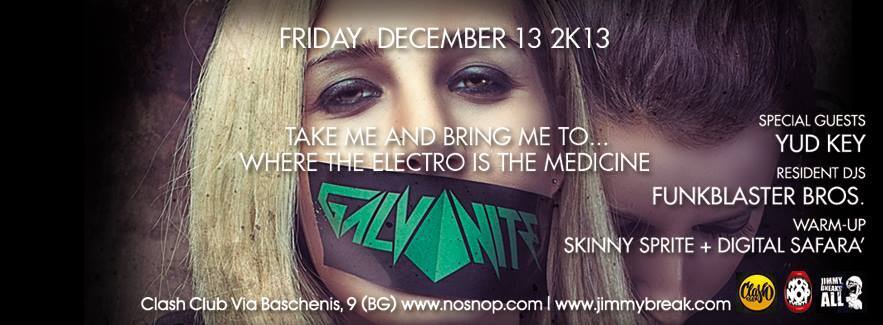 FRIDAY DECEMBER 13 2K13
TAKE ME AND BRING ME TO...
WHERE THE ELECTRO IS THE MEDICINE
GALVANITE
SPECIAL GUESTS
YUD KEY
RESIDENT DJS
FUNKBLASTER BROS.
WARM-UP
SKINNY SPRITE + DIGITAL SAFARA'
Clash Club Via Baschenis, 9 (BG) www.nosnop.com | www.jimmybreak.com
JIMMY
BREAKS
ALL